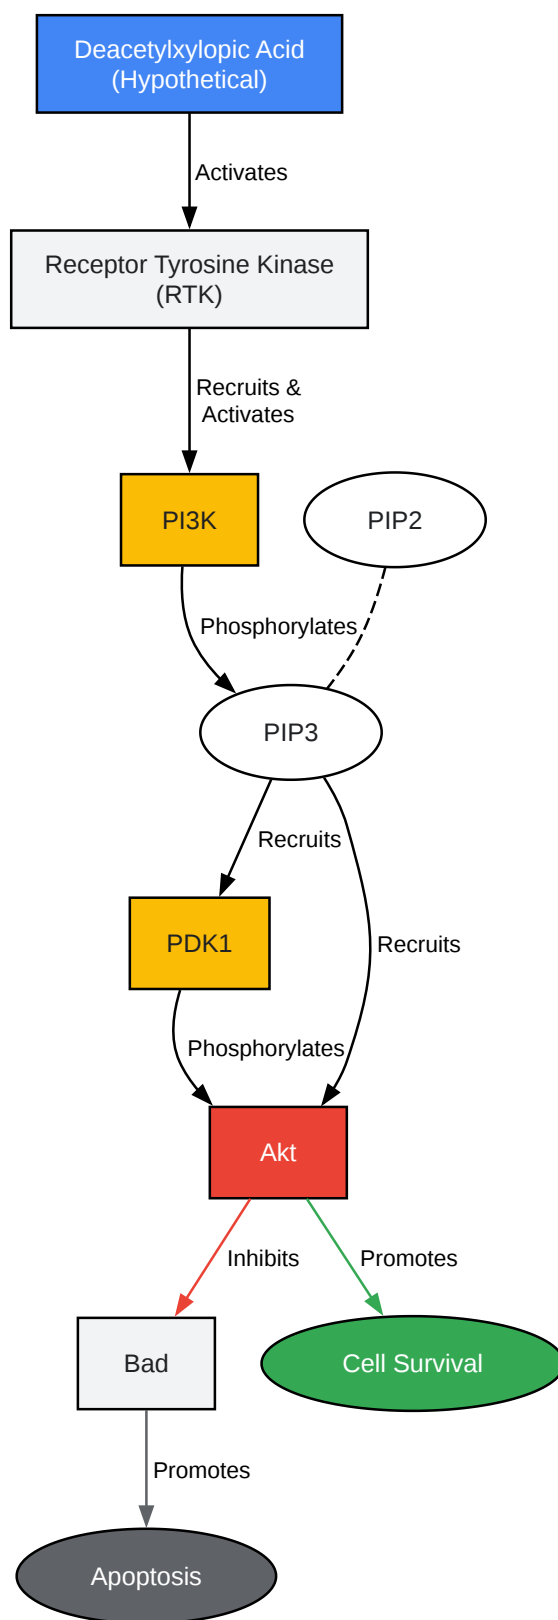 Deacetylxylopic Acid
(Hypothetical)
Activates
Receptor Tyrosine Kinase
(RTK)
Recruits &
Activates
PI3K
PIP2
Phosphorylates
PIP3
Recruits
PDK1
Recruits
Phosphorylates
Akt
Inhibits
Promotes
Bad
Cell Survival
Promotes
Apoptosis